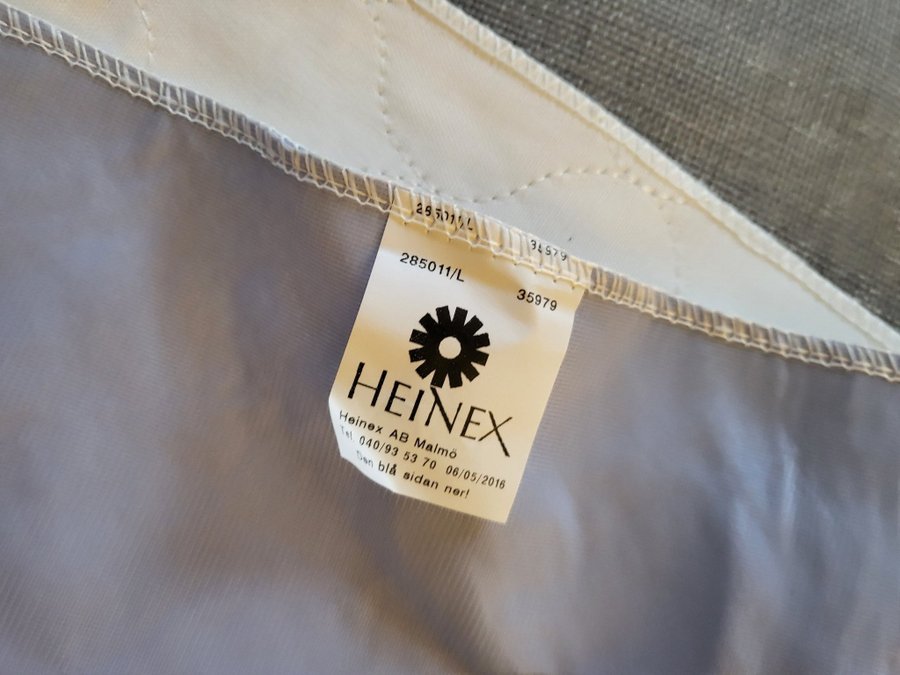 285011/L
35979
285011/L 35979
HEINEX
Heinex AB Malmö
Tel. 040/93 53 70 06/05/2016
Den blå sidan ner!